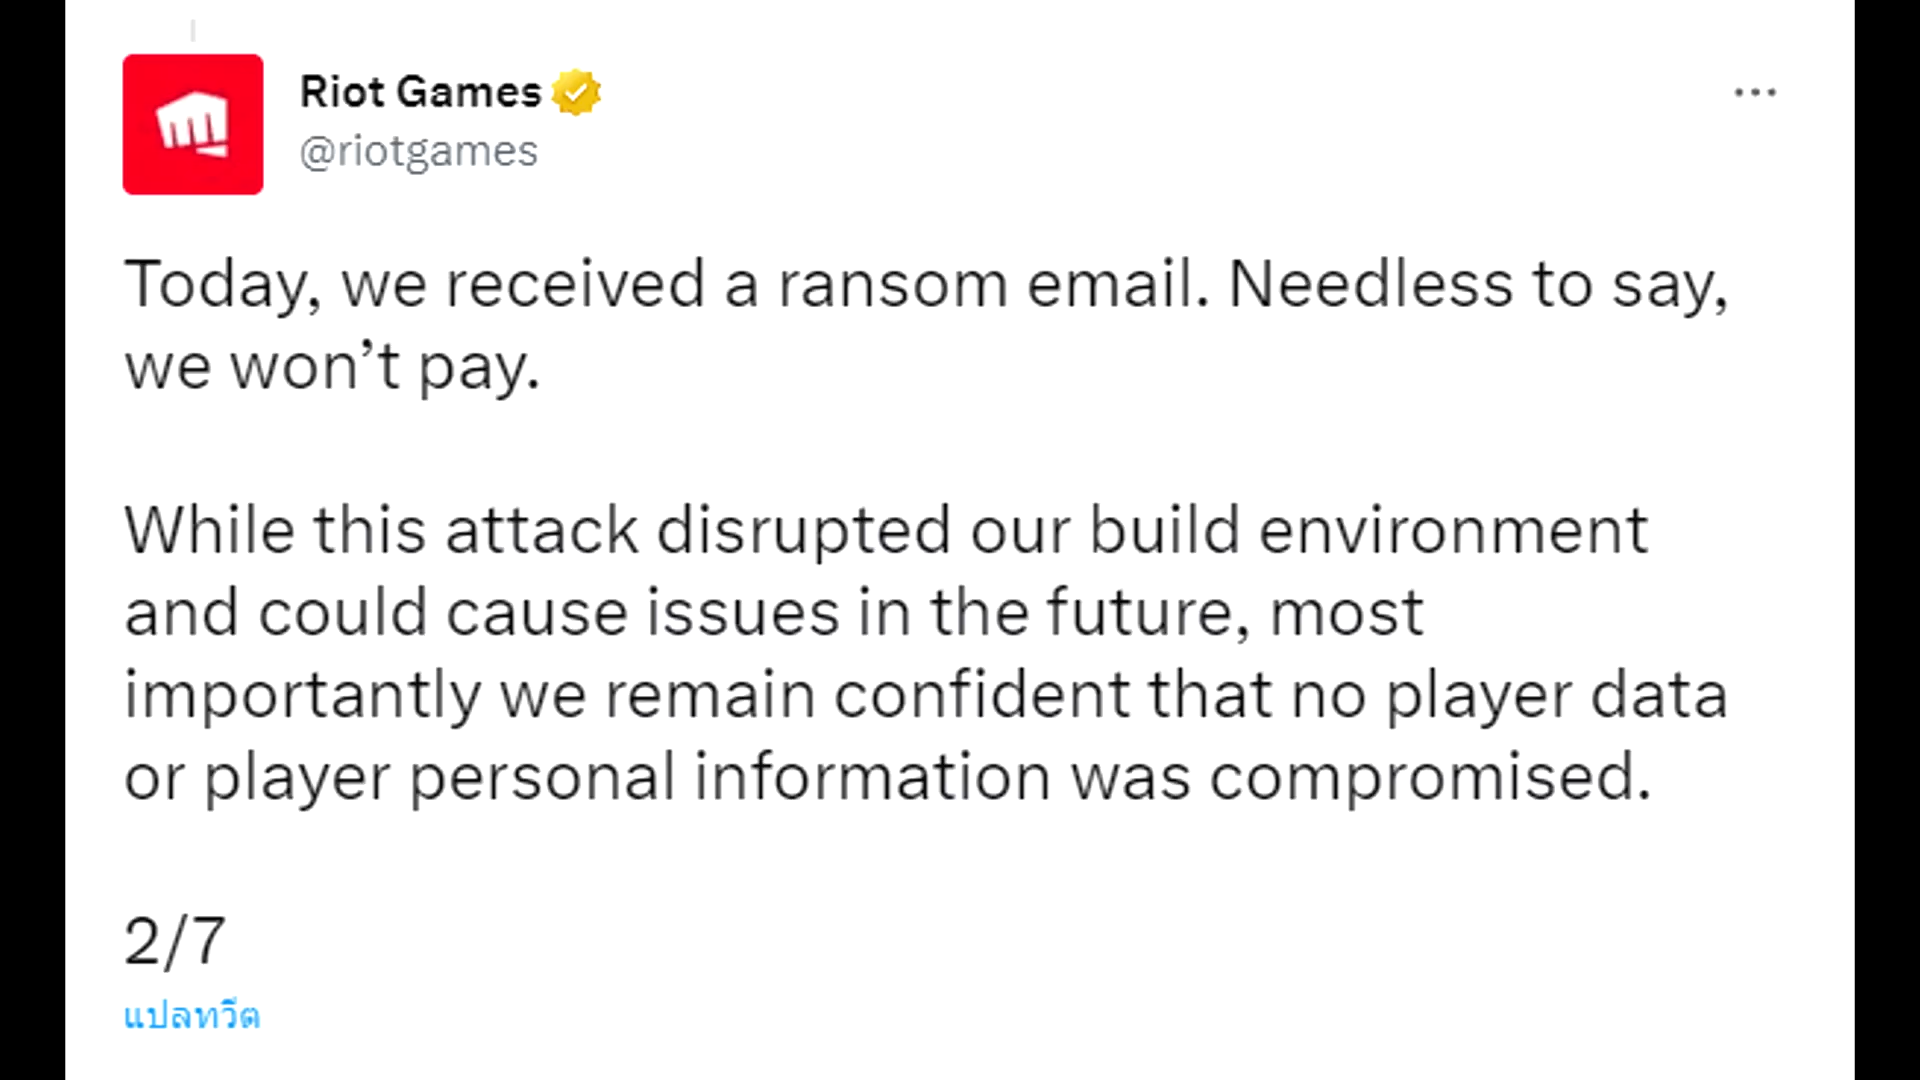 Riot Games
@riotgames
Today, we received a ransom email. Needless to say,
we won’t pay.
While this attack disrupted our build environment
and could cause issues in the future, most
importantly we remain confident that no player data
or player personal information was compromised.
2/7
แปลทวีต